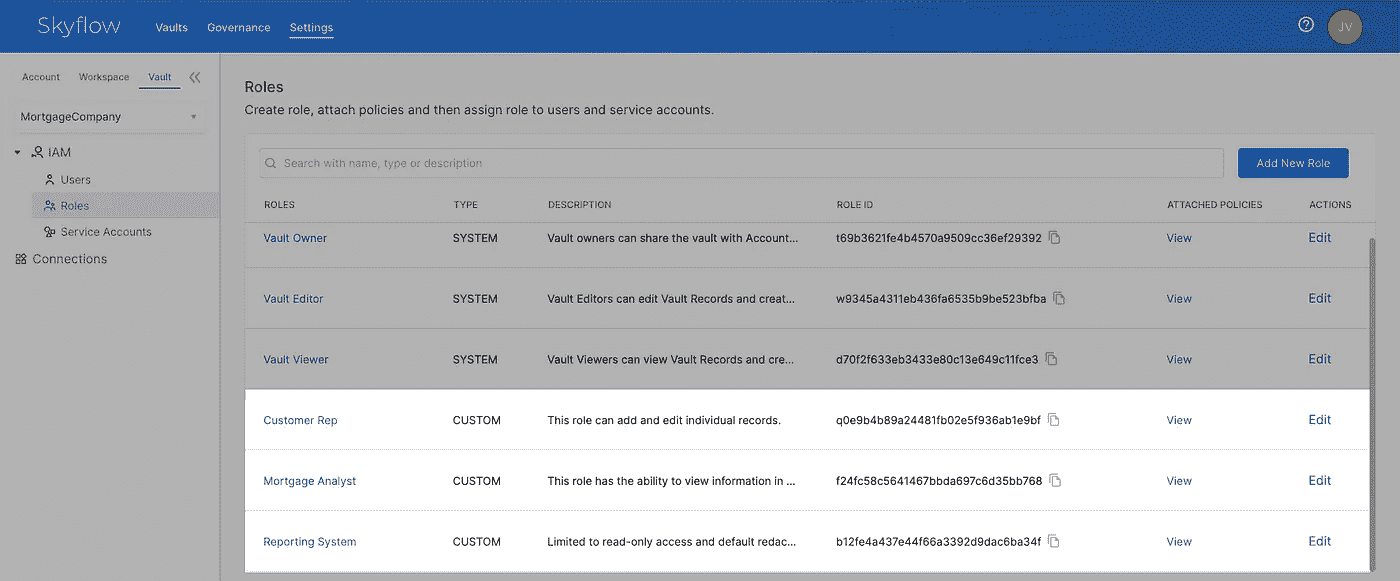 Skyflow Vaults Governance Settings JV
Account Workspace Vault
MortgageCompany
IAM
Users
Roles
Service Accounts
Connections
Roles
Create role, attach policies and then assign role to users and service accounts.
Search with name, type or description Add New Role
ROLES TYPE DESCRIPTION ROLE ID ATTACHED POLICIES ACTIONS
Vault Owner SYSTEM Vault owners can share the vault with Account... t69b3621fe4b4570a9509cc36ef29392 View Edit
Vault Editor SYSTEM Vault Editors can edit Vault Records and creat... w9345a4311eb436fa6535b9be523bfba View Edit
Vault Viewer SYSTEM Vault Viewers can view Vault Records and cre... d70f2f633eb3433e80c13e649c11fce3 View Edit
Customer Rep CUSTOM This role can add and edit individual records. q0e9b4b89a24481fb02e5f936ab1e9bf View Edit
Mortgage Analyst CUSTOM This role has the ability to view information in ... f24fc58c5641467bbda697c6d35bb768 View Edit
Reporting System CUSTOM Limited to read-only access and default redac... b12fe4a437e44f66a3392d9dac6ba34f View Edit